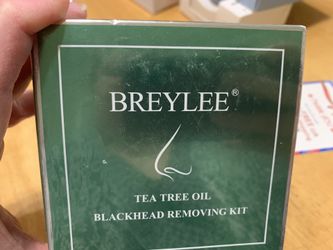 BREYLEE®
TEA TREE OIL
BLACKHEAD REMOVING KIT